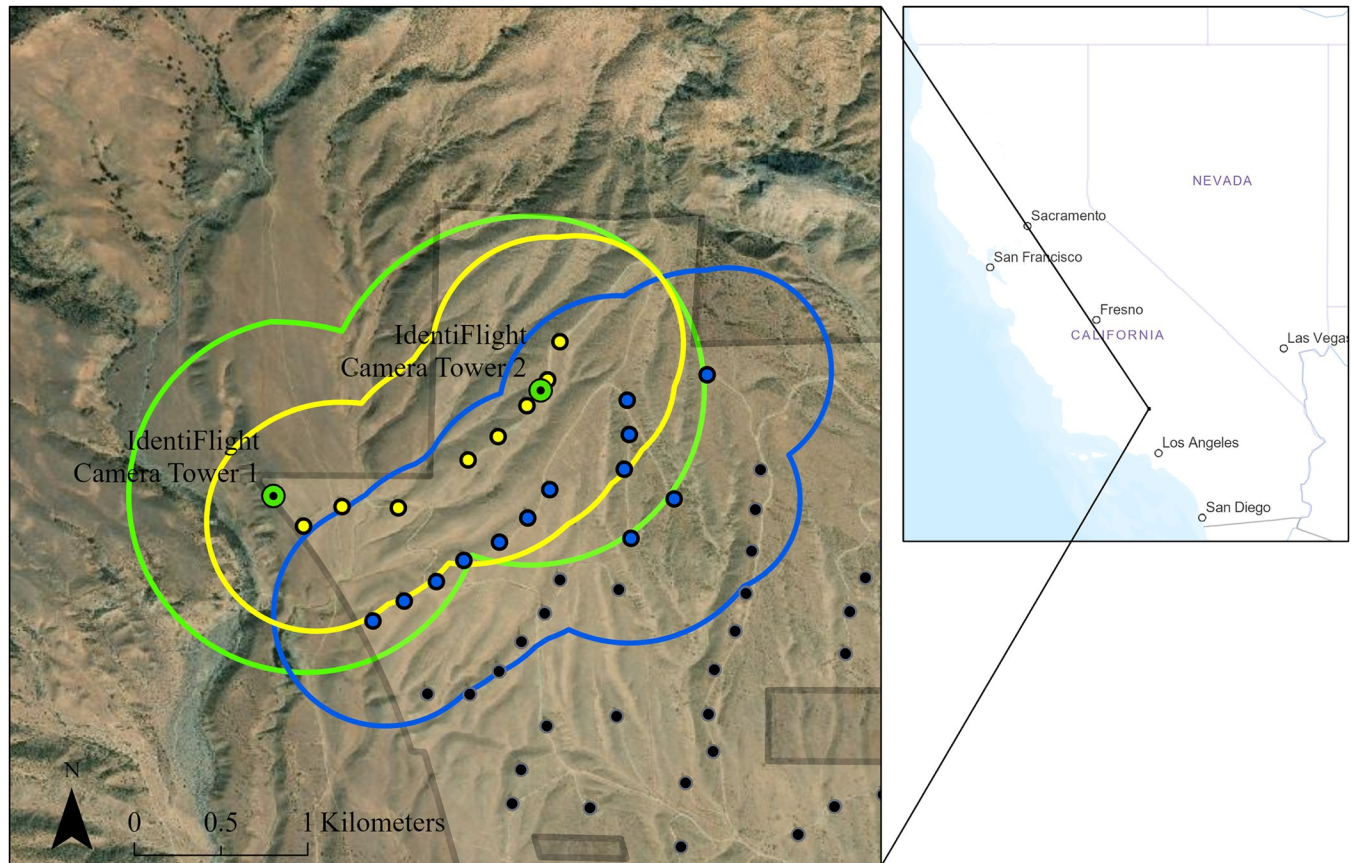 IdentiFlight
Camera Tower 2
IdentiFlight
Camera Tower 1
N
0 0.5 1 Kilometers
NEVADA
Sacramento
San Francisco
Fresno
CALIFORNIA
Las Vegas
Los Angeles
San Diego